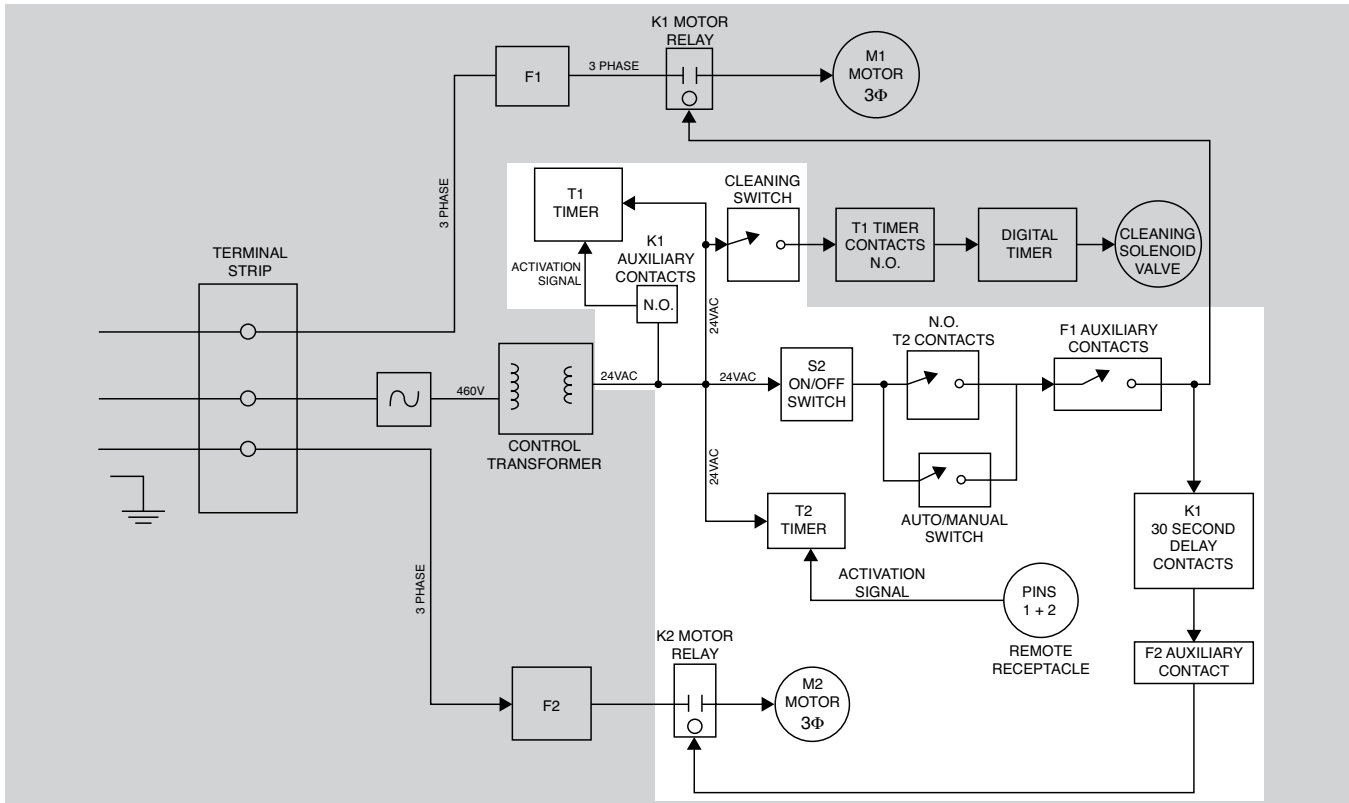 K1 MOTOR
RELAY
F1
3 PHASE
M1
MOTOR
3Φ
3 PHASE
T1
TIMER
CLEANING
SWITCH
K1
AUXILIARY
CONTACTS
ACTIVATION
SIGNAL
N.O.
24VAC
T1 TIMER
CONTACTS
N.O.
DIGITAL
TIMER
CLEANING
SOLENOID
VALVE
TERMINAL
STRIP
460V
CONTROL
TRANSFORMER
24VAC
24VAC
S2
ON/OFF
SWITCH
N.O.
T2 CONTACTS
F1 AUXILIARY
CONTACTS
AUTO/MANUAL
SWITCH
24VAC
T2
TIMER
ACTIVATION
SIGNAL
PINS
1 + 2
REMOTE
RECEPTACLE
K1
30 SECOND
DELAY
CONTACTS
F2 AUXILIARY
CONTACT
3 PHASE
F2
K2 MOTOR
RELAY
M2
MOTOR
3Φ